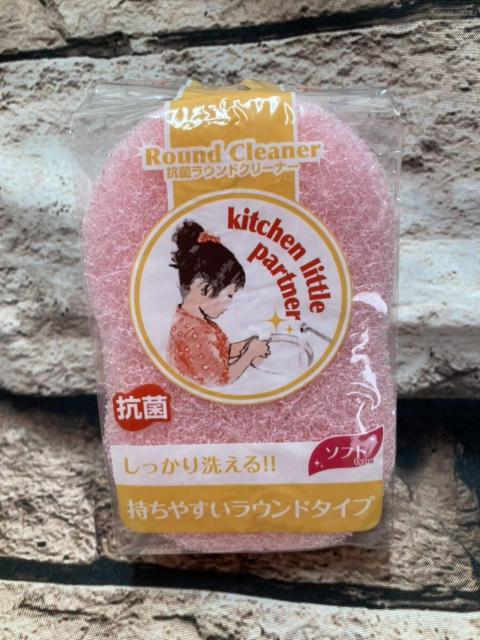 Round Cleaner
抗菌ラウンドクリーナー
kitchen little
partner
抗菌
しっかり洗える!!
ソフト
持ちやすいラウンドタイプ